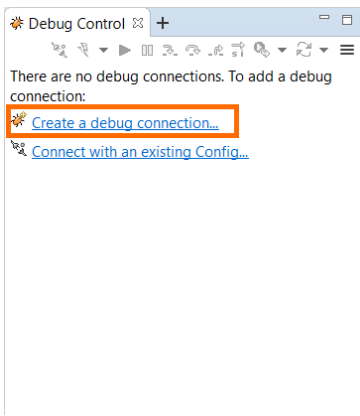 Debug Control
There are no debug connections. To add a debug
connection:
Create a debug connection...
Connect with an existing Config...